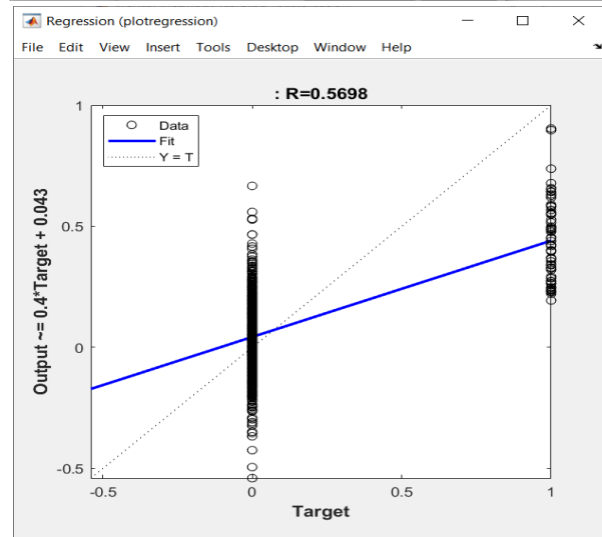 Regression (plotregression)
File Edit View Insert Tools Desktop Window Help
: R=0.5698
Data
Fit
Y = T
Output ~= 0.4*Target + 0.043
1
0.5
0
-0.5
-0.5 0 0.5 1
Target